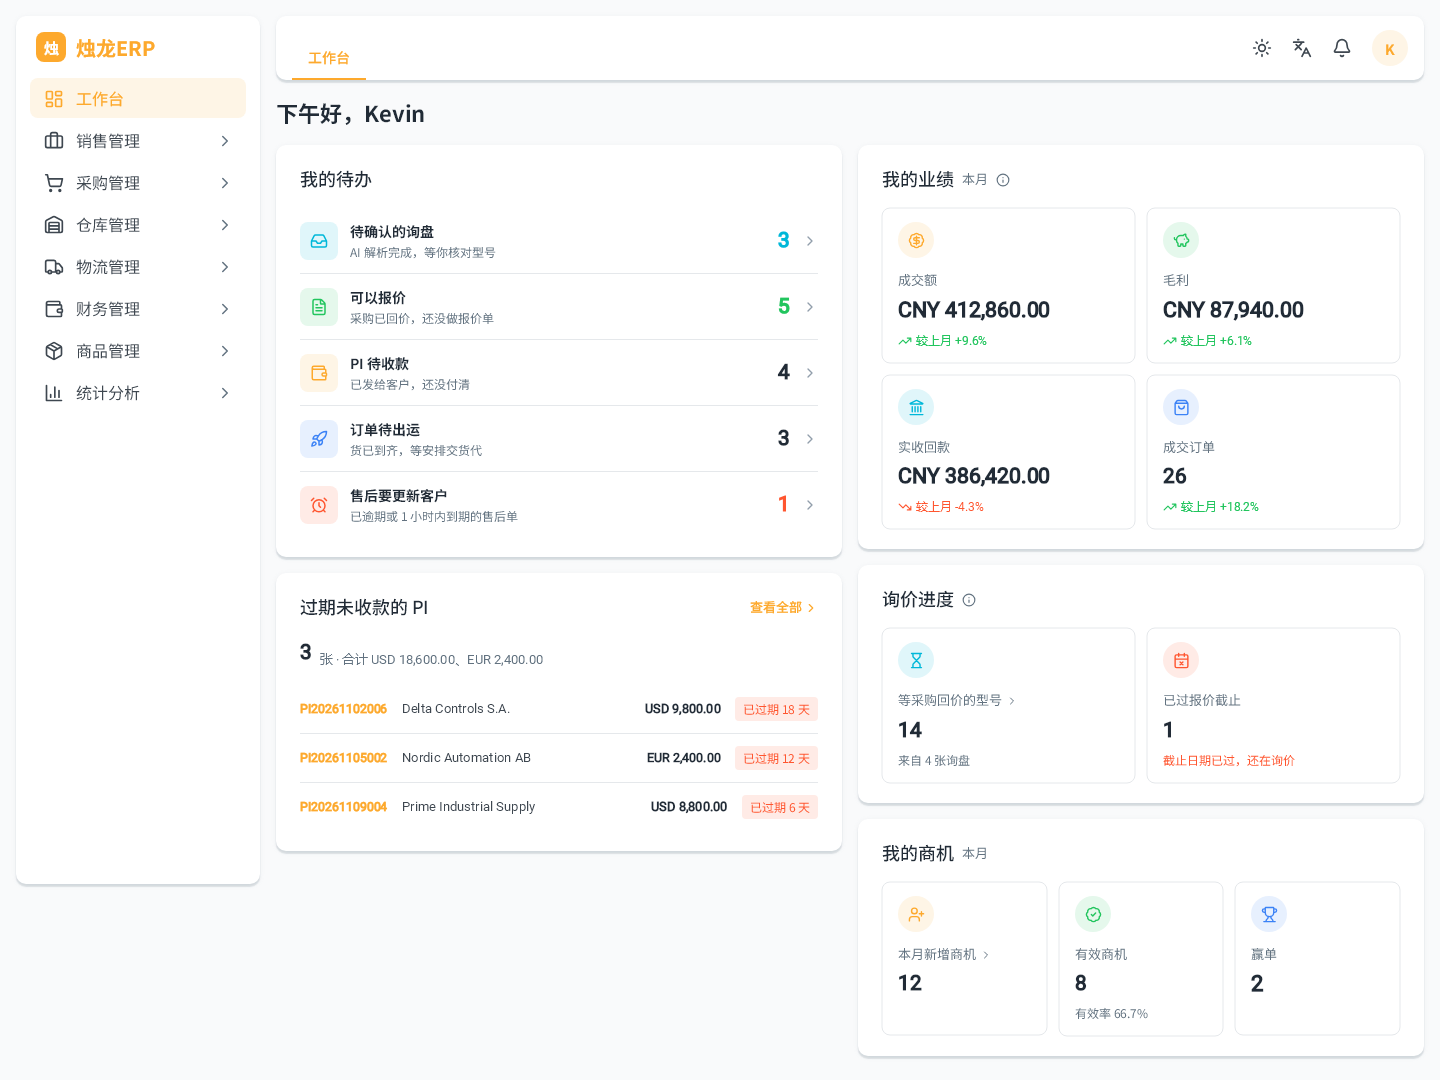 烛 烛龙ERP
工作台
销售管理
采购管理
仓库管理
物流管理
财务管理
商品管理
统计分析
工作台
K
下午好，Kevin
我的待办
待确认的询盘
AI 解析完成，等你核对型号
3
可以报价
采购已回价，还没做报价单
5
PI 待收款
已发给客户，还没付清
4
订单待出运
货已到齐，等安排交货代
3
售后要更新客户
已逾期或 1 小时内到期的售后单
1
过期未收款的 PI
查看全部
3 张 · 合计 USD 18,600.00、EUR 2,400.00
PI20261102006 Delta Controls S.A. USD 9,800.00 已过期 18 天
PI20261105002 Nordic Automation AB EUR 2,400.00 已过期 12 天
PI20261109004 Prime Industrial Supply USD 8,800.00 已过期 6 天
我的业绩 本月
成交额
CNY 412,860.00
较上月 +9.6%
毛利
CNY 87,940.00
较上月 +6.1%
实收回款
CNY 386,420.00
较上月 -4.3%
成交订单
26
较上月 +18.2%
询价进度
等采购回价的型号
14
来自 4 张询盘
已过报价截止
1
截止日期已过，还在询价
我的商机 本月
本月新增商机
12
有效商机
8
有效率 66.7%
赢单
2